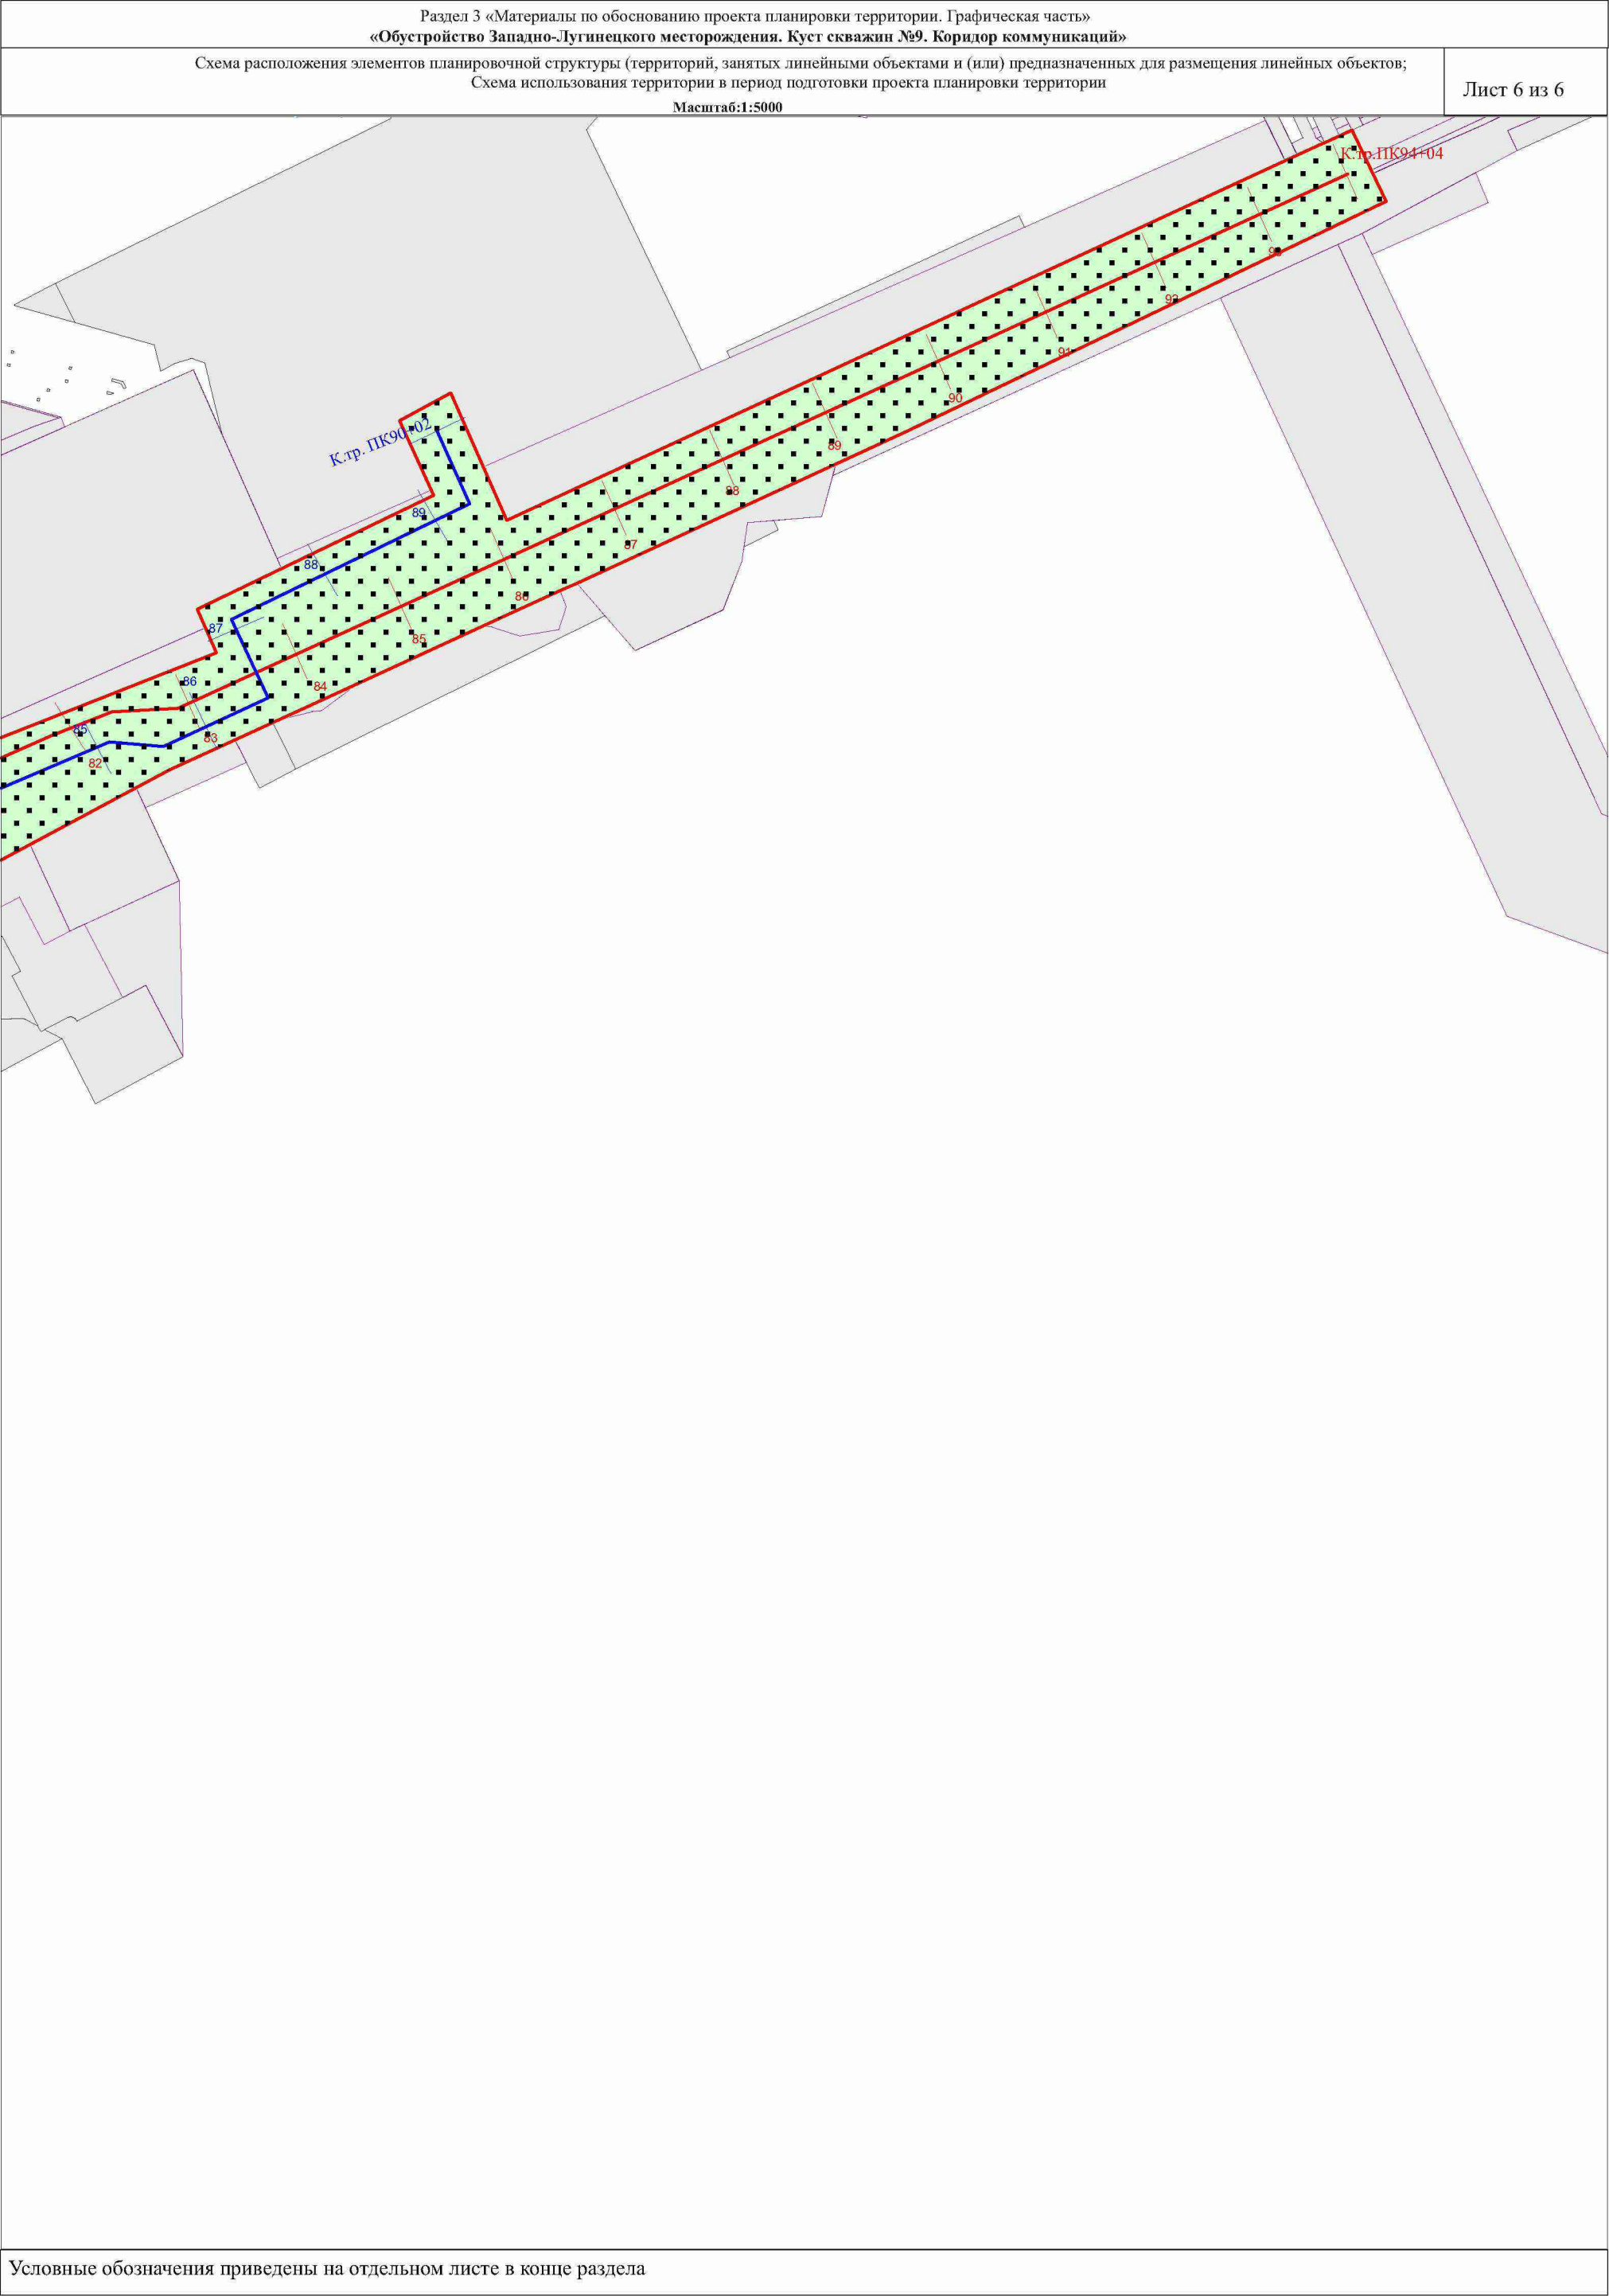 Раздел 3 «Материалы по обоснованию проекта планировки территории. Графическая часть»
«Обустройство Западно-Лугинецкого месторождения. Куст скважин №9. Коридор коммуникаций»
Схема расположения элементов планировочной структуры (территорий, занятых линейными объектами и (или) предназначенных для размещения линейных объектов;
Схема использования территории в период подготовки проекта планировки территории
Масштаб:1:5000
Лист 6 из 6
К.тр.ПК94+04
93
92
91
90
89
88
87
86
85
84
83
82
К.тр. ПК90+02
89
88
87
86
85
Условные обозначения приведены на отдельном листе в конце раздела